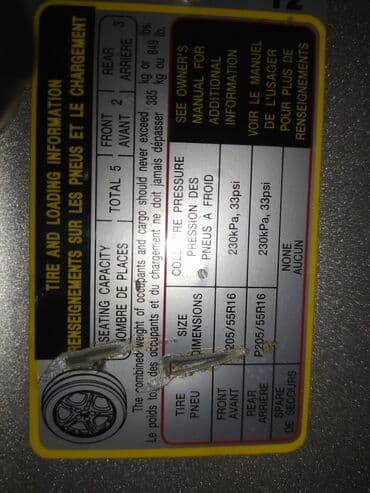 TIRE AND LOADING INFORMATION
RENSEIGNEMENTS SUR LES PNEUS ET LE CHARGEMENT
SEATING CAPACITY TOTAL 5 FRONT 2 REAR 3
NOMBRE DE PLACES AVANT ARRIÈRE
The combined weight of occupants and cargo should never exceed 385 kg or 849 lbs.
Le poids total des occupants et du chargement ne doit jamais dépasser kg ou lb.
TIRE SIZE COLD TIRE PRESSURE
PNEU DIMENSIONS PRESSION DES
PNEUS À FROID
FRONT P205/55R16 230kPa, 33psi
AVANT
REAR P205/55R16 230kPa, 33psi
ARRIÈRE
SPARE NONE
DE SECOURS AUCUN
SEE OWNER'S
MANUAL FOR
ADDITIONAL
INFORMATION
VOIR LE MANUEL
DE L'USAGER
POUR PLUS DE
RENSEIGNEMENTS